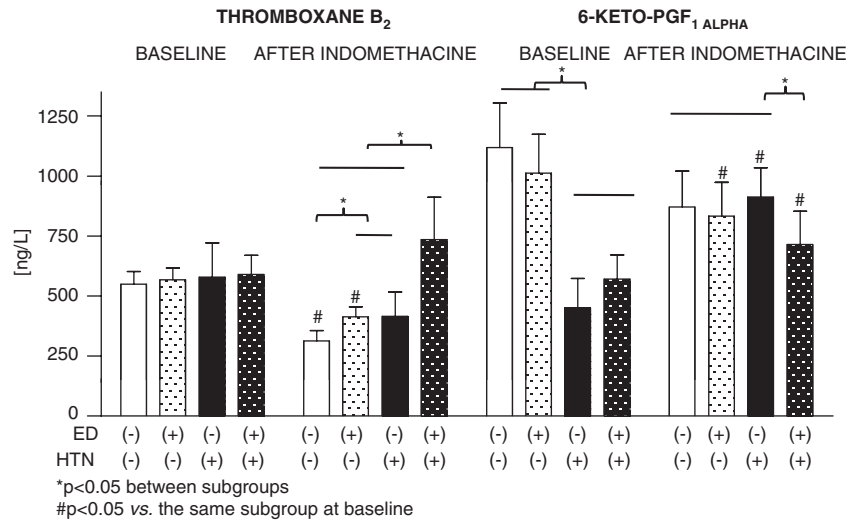 THROMBOXANE B2 6-KETO-PGF1 ALPHA
BASELINE AFTER INDOMETHACINE BASELINE AFTER INDOMETHACINE
* *
1250
* # #
1000
* #
750
[ng/L]
#
500 #
250
0
ED (-) (+) (-) (+) (-) (+) (-) (+) (-) (+) (-) (+) (-) (+) (-) (+)
HTN (-) (-) (+) (+) (-) (-) (+) (+) (-) (-) (+) (+) (-) (-) (+) (+)
*p<0.05 between subgroups
#p<0.05 vs. the same subgroup at baseline